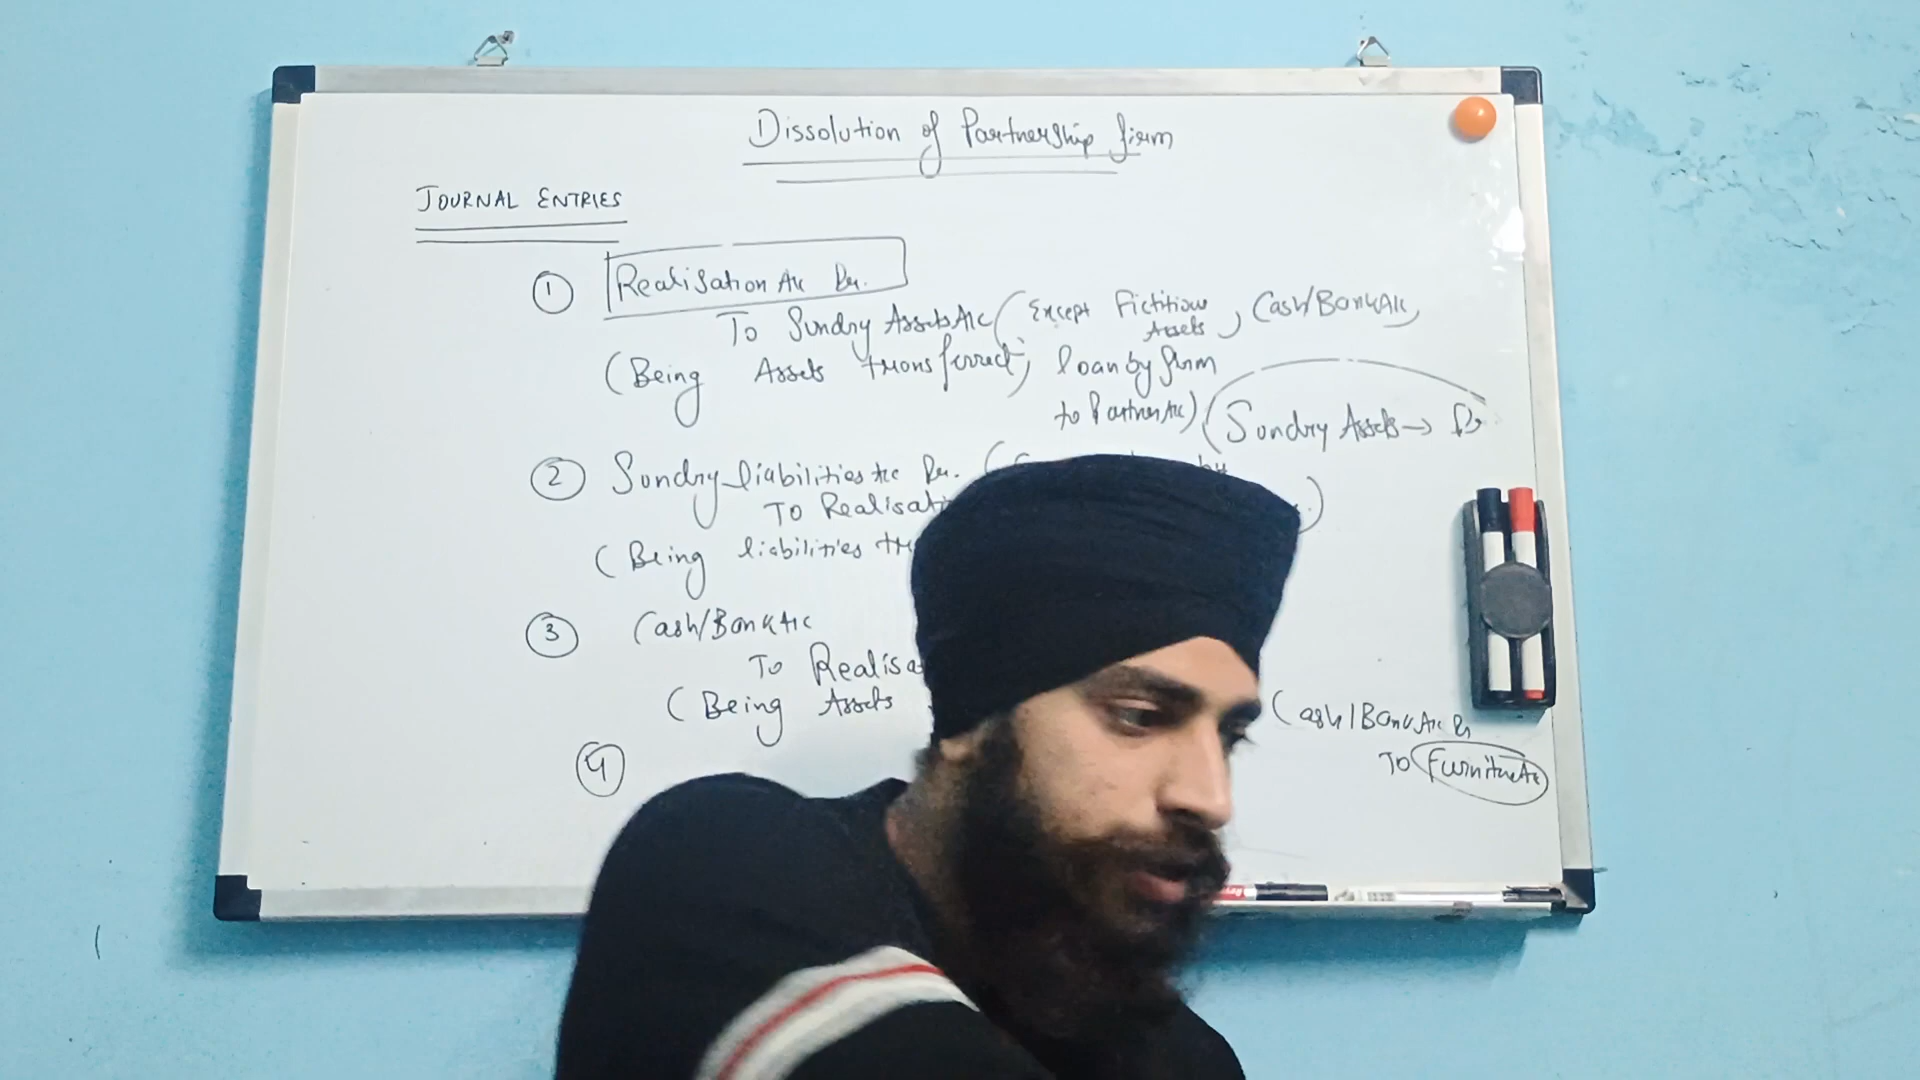 Dissolution of Partnership firm
JOURNAL ENTRIES
① Realisation A/c Dr.
To Sundry Assets A/c (Except Fictitious Assets, Cash/Bank A/c,
(Being Assets transferred) loan by firm
to Partner A/c) (Sundry Assets → Dr
② Sundry liabilities A/c Dr. (
To Realisati
(Being liabilities
③ Cash/Bank A/c
To Realisa
(Being Assets
Cash/Bank A/c Dr
④
To Furniture A/c